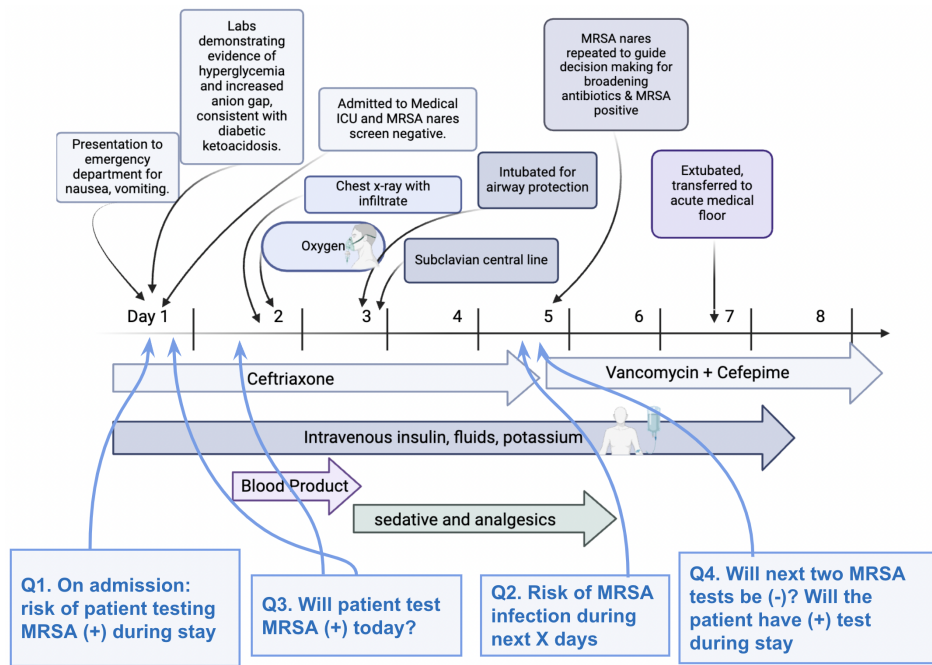 Labs
demonstrating
evidence of
hyperglycemia
and increased
anion gap,
consistent with
diabetic
ketoacidosis.
MRSA nares
repeated to guide
decision making for
broadening
antibiotics & MRSA
positive
Admitted to Medical
ICU and MRSA nares
screen negative.
Presentation to
emergency
department for
nausea, vomiting.
Intubated for
airway protection
Extubated,
transferred to
acute medical
floor
Chest x-ray with
infiltrate
Oxygen
Subclavian central
line
Day 1 2 3 4 5 6 7 8
Ceftriaxone
Vancomycin + Cefepime
Intravenous insulin, fluids, potassium
Blood Product
sedative and analgesics
Q1. On admission:
risk of patient testing
MRSA (+) during stay
Q3. Will patient test
MRSA (+) today?
Q2. Risk of MRSA
infection during
next X days
Q4. Will next two MRSA
tests be (-)? Will the
patient have (+) test
during stay